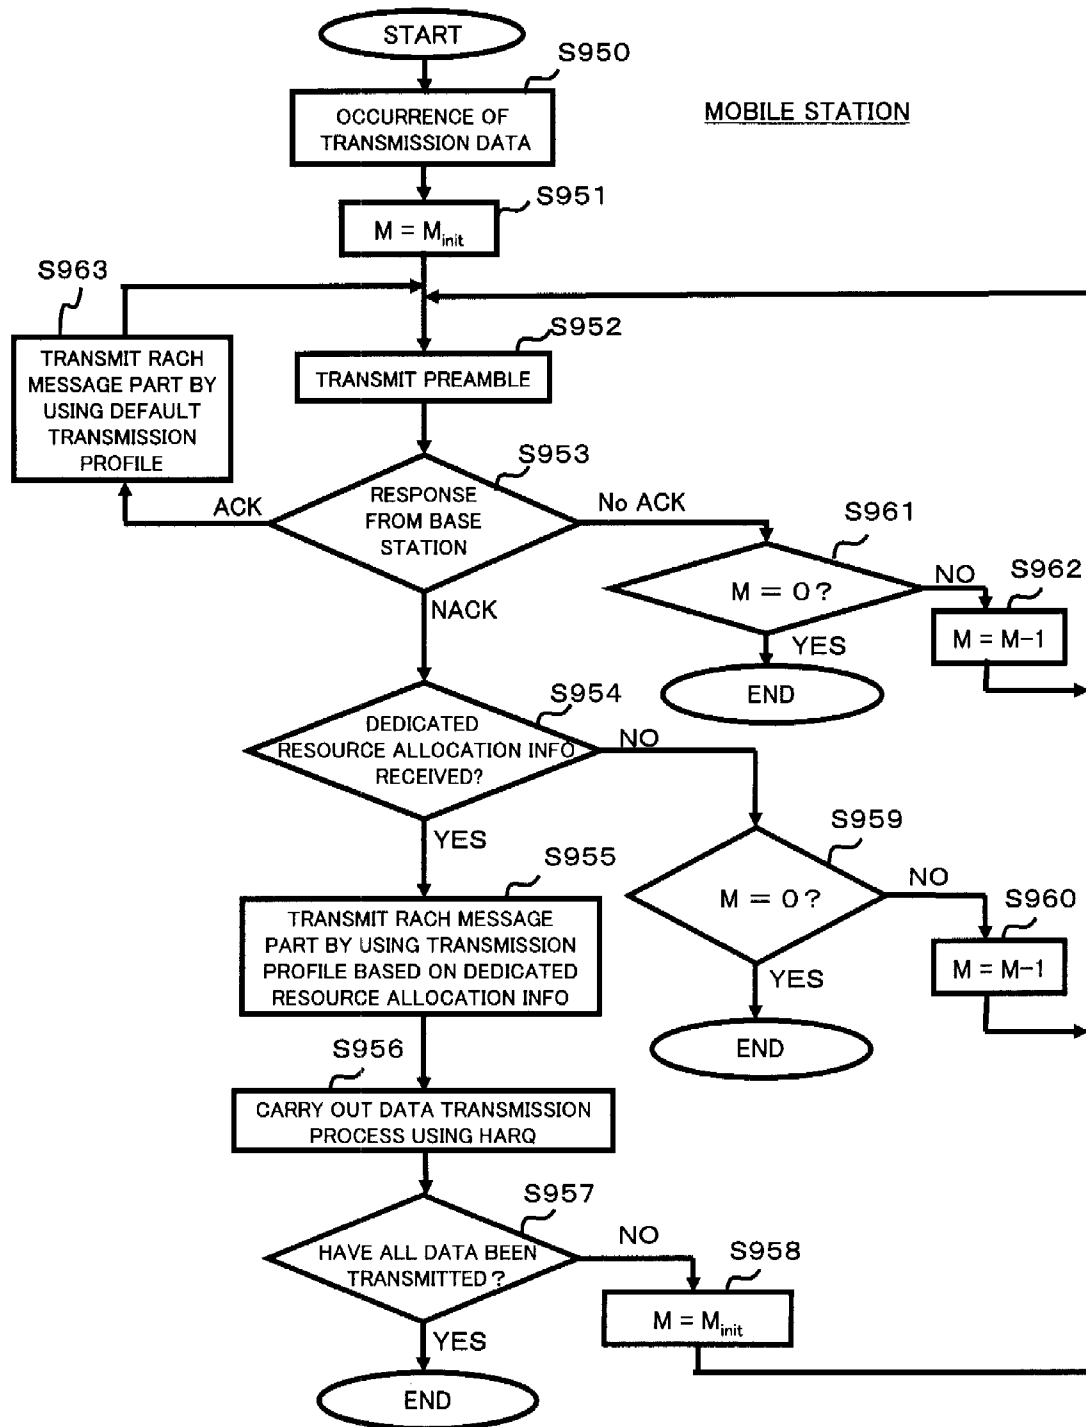 START
S950
OCCURRENCE OF
TRANSMISSION DATA
MOBILE STATION
S951
M = Minit
S963
TRANSMIT RACH
MESSAGE PART BY
USING DEFAULT
TRANSMISSION
PROFILE
S952
TRANSMIT PREAMBLE
S953
RESPONSE
FROM BASE
STATION
ACK
No ACK
NACK
S961
M = 0?
NO
S962
M = M-1
YES
END
S954
DEDICATED
RESOURCE ALLOCATION INFO
RECEIVED?
NO
YES
S959
M = 0?
NO
S960
M = M-1
YES
END
S955
TRANSMIT RACH MESSAGE
PART BY USING TRANSMISSION
PROFILE BASED ON DEDICATED
RESOURCE ALLOCATION INFO
S956
CARRY OUT DATA TRANSMISSION
PROCESS USING HARQ
S957
HAVE ALL DATA BEEN
TRANSMITTED?
NO
S958
M = Minit
YES
END